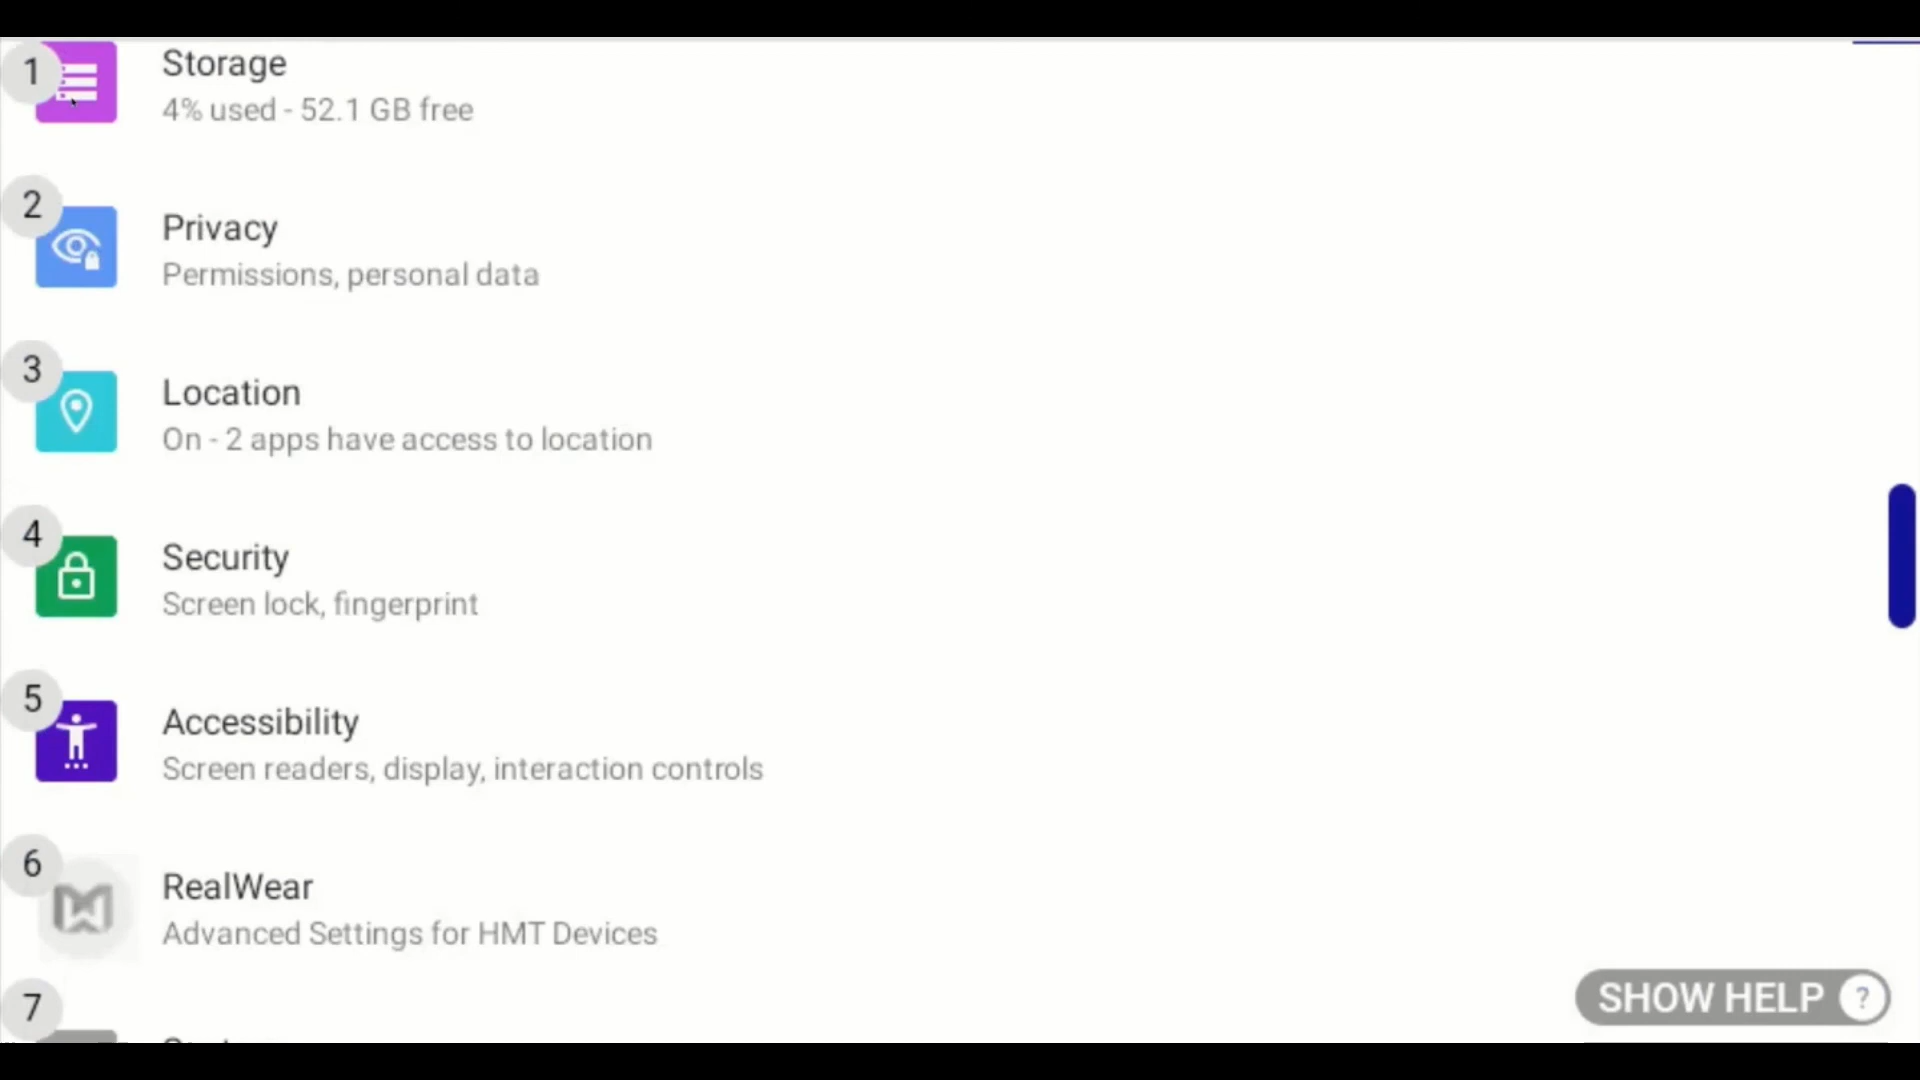 1
Storage
4% used - 52.1 GB free
2
Privacy
Permissions, personal data
3
Location
On - 2 apps have access to location
4
Security
Screen lock, fingerprint
5
Accessibility
Screen readers, display, interaction controls
6
RealWear
Advanced Settings for HMT Devices
7
SHOW HELP ?